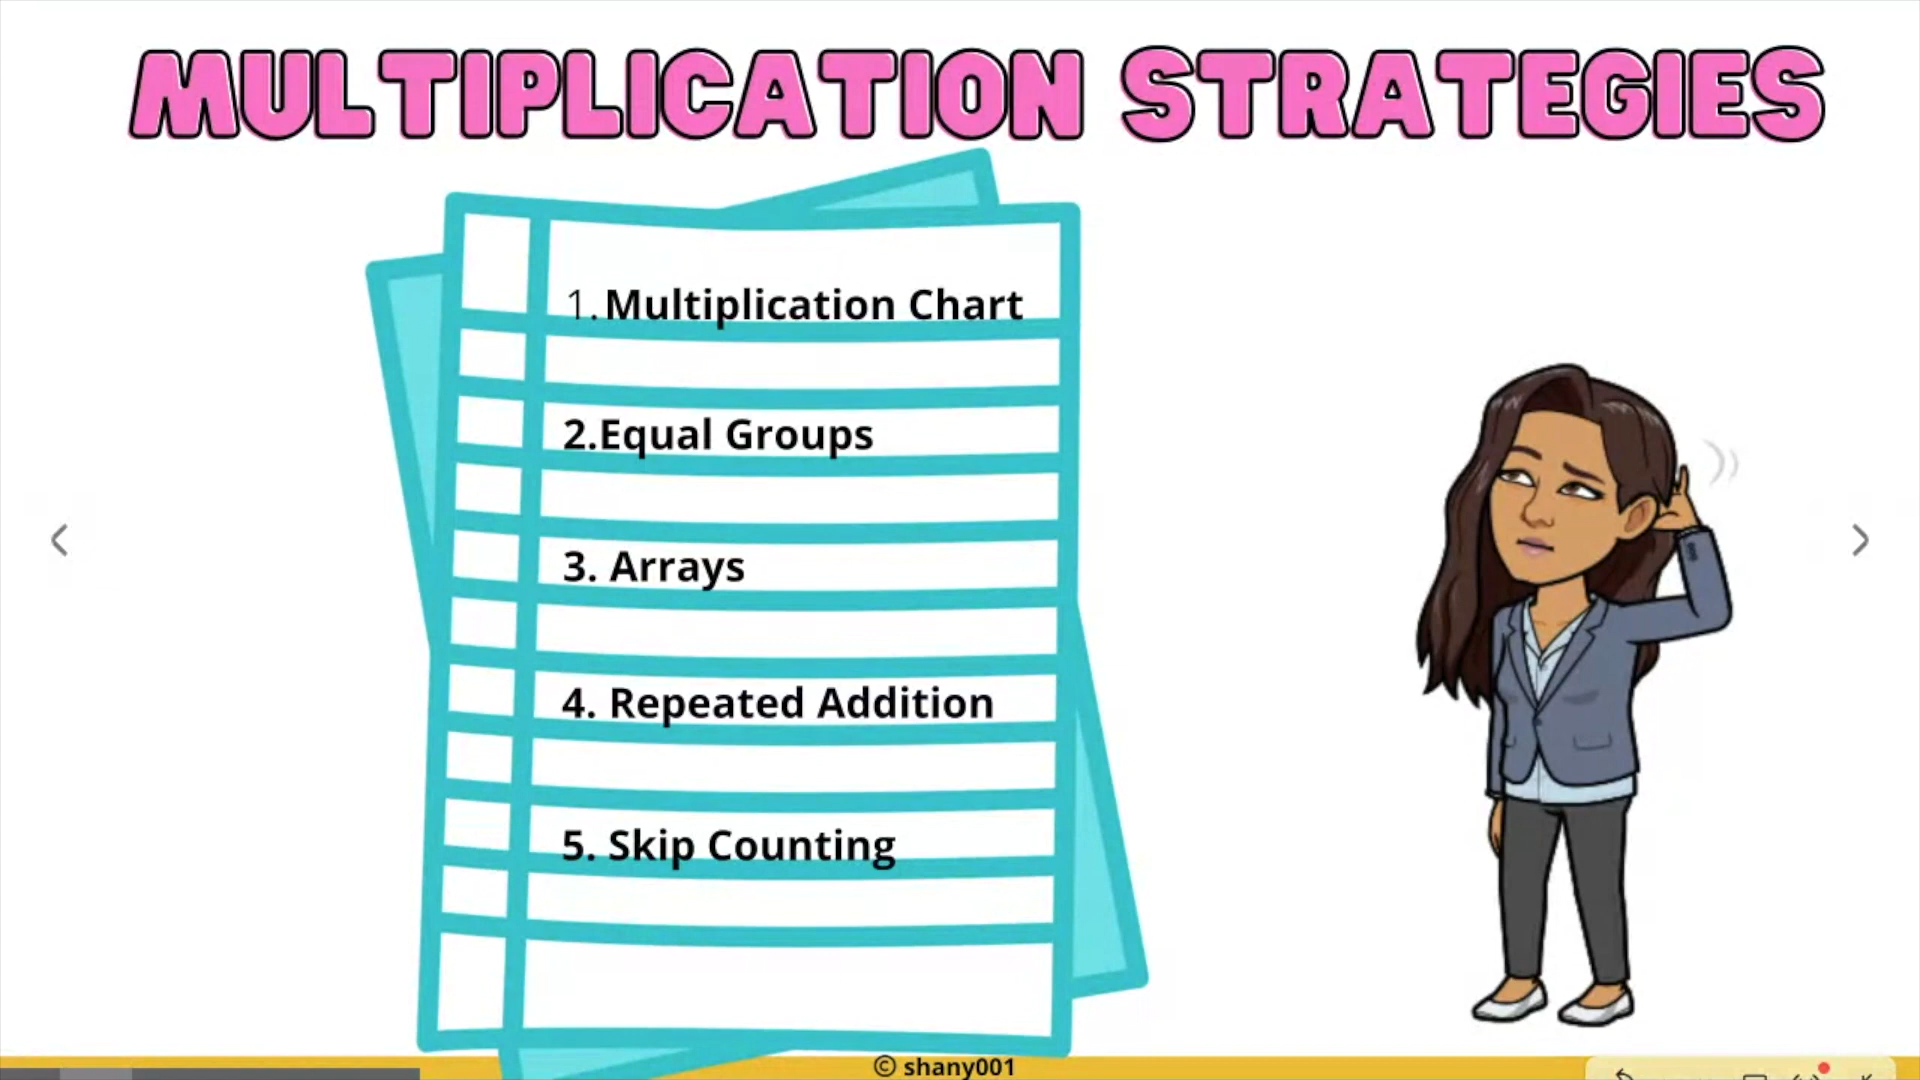 MULTIPLICATION STRATEGIES
1. Multiplication Chart
2.Equal Groups
3. Arrays
4. Repeated Addition
5. Skip Counting
© shany001